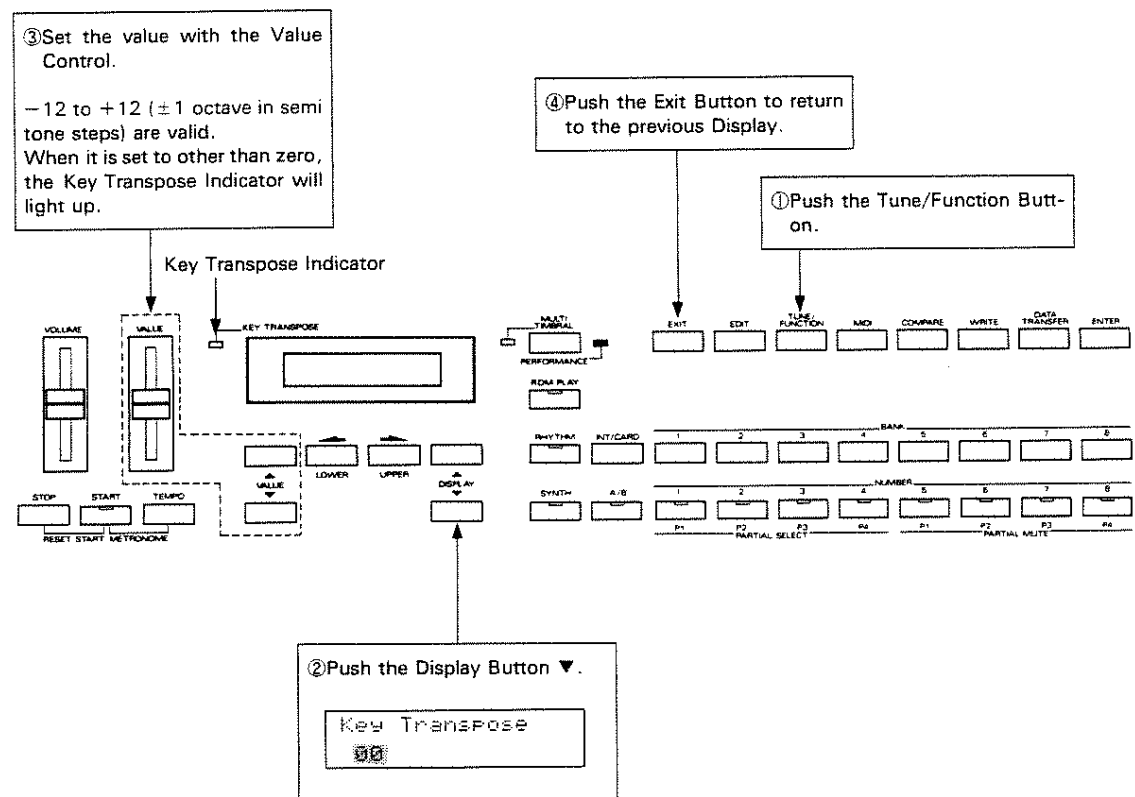 ③Set the value with the Value
Control.
−12 to +12 (±1 octave in semi
tone steps) are valid.
When it is set to other than zero,
the Key Transpose Indicator will
light up.
④Push the Exit Button to return
to the previous Display.
①Push the Tune/Function Butt-
on.
Key Transpose Indicator
VOLUME
VALUE
KEY TRANSPOSE
MULTI
TIMBRAL
PERFORMANCE
EXIT
EDIT
TUNE/
FUNCTION
MIDI
COMPARE
WRITE
DATA
TRANSFER
ENTER
ROM PLAY
RHYTHM
INT/CARD
BANK
1 2 3 4 5 6 7 8
LOWER
UPPER
VALUE
DISPLAY
STOP
START
TEMPO
RESET START METRONOME
SYNTH
A/B
NUMBER
1 2 3 4 5 6 7 8
P1 P2 P3 P4 P1 P2 P3 P4
PARTIAL SELECT
PARTIAL MUTE
②Push the Display Button ▼.
Key Transpose
00